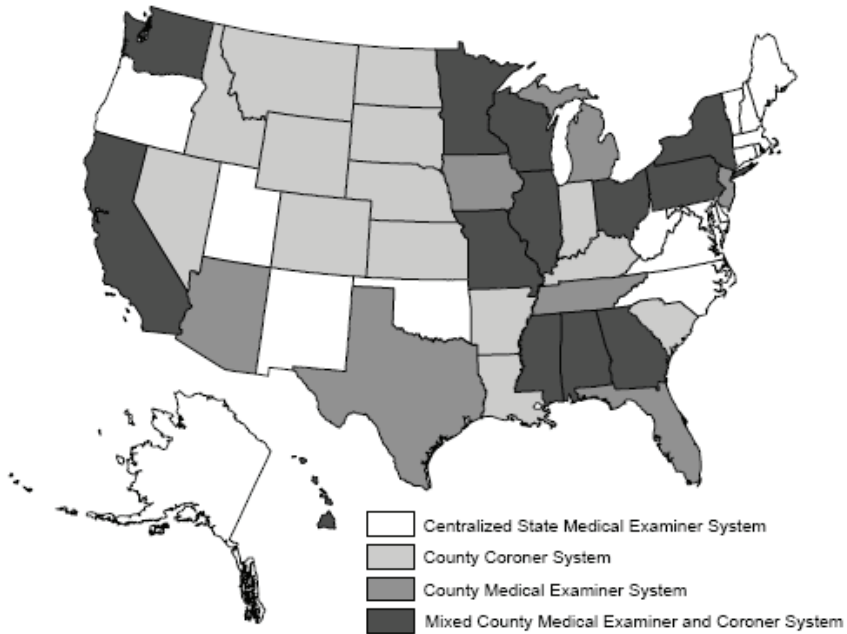 Centralized State Medical Examiner System
County Coroner System
County Medical Examiner System
Mixed County Medical Examiner and Coroner System